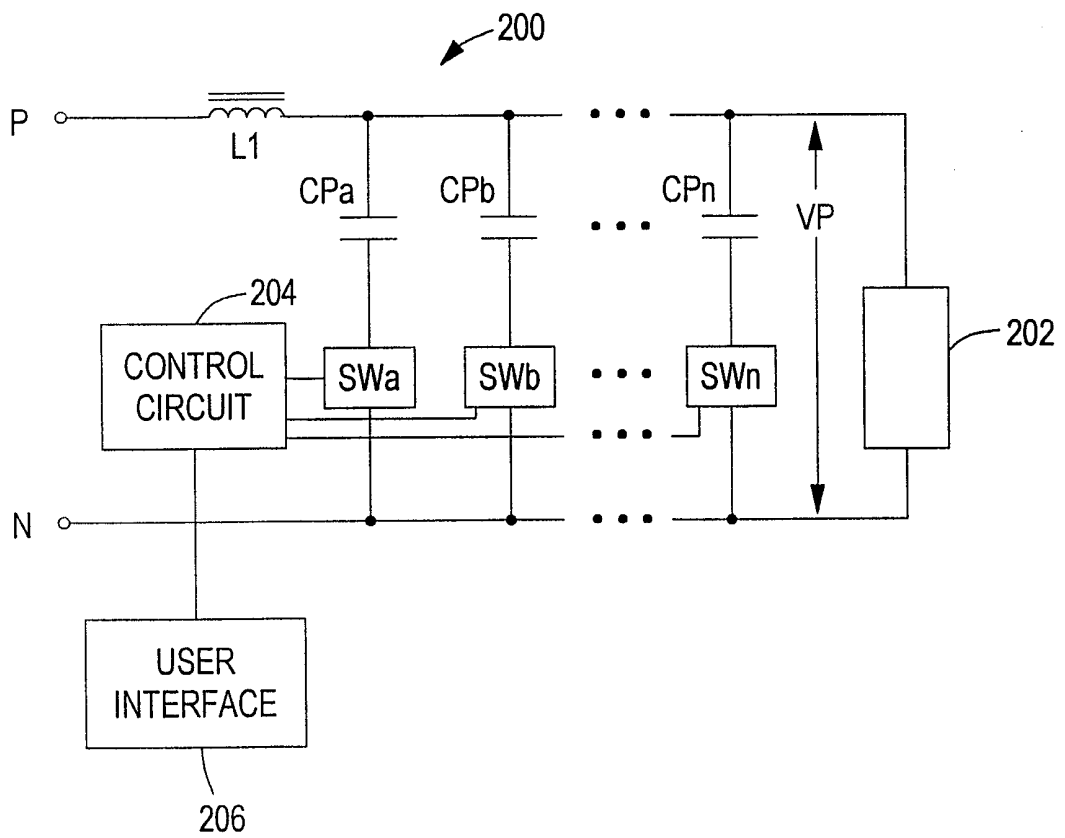 200
P
L1
CPa
CPb
CPn
VP
204
CONTROL
CIRCUIT
SWa
SWb
SWn
202
N
USER
INTERFACE
206